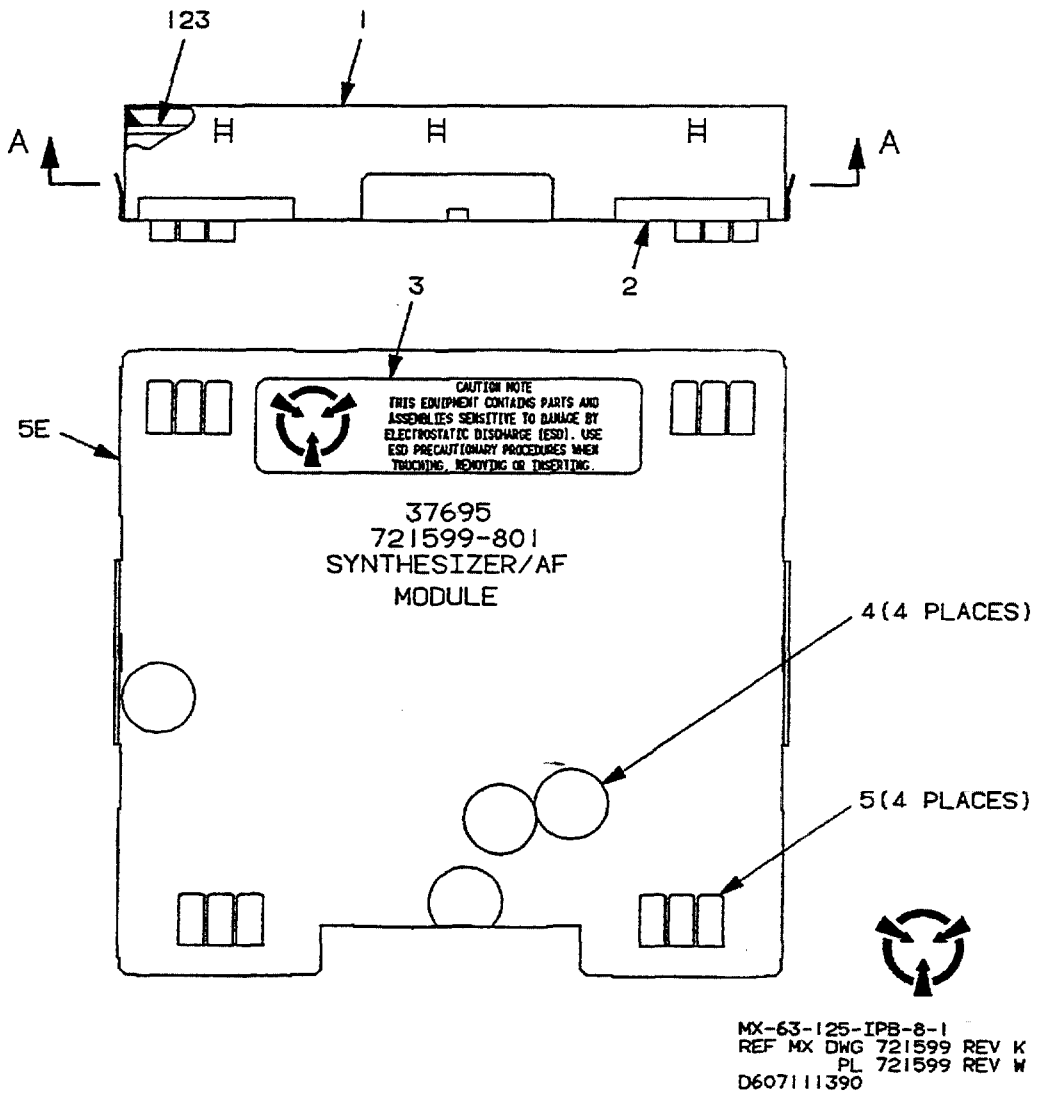 123
1
A
A
2
3
5E
CAUTION NOTE
THIS EQUIPMENT CONTAINS PARTS AND
ASSEMBLIES SENSITIVE TO DAMAGE BY
ELECTROSTATIC DISCHARGE (ESD). USE
ESD PRECAUTIONARY PROCEDURES WHEN
TOUCHING, REMOVING OR INSERTING.
37695
721599-801
SYNTHESIZER/AF
MODULE
4(4 PLACES)
5(4 PLACES)
MX-63-125-IPB-8-1
REF MX DWG 721599 REV K
PL 721599 REV W
D607111390